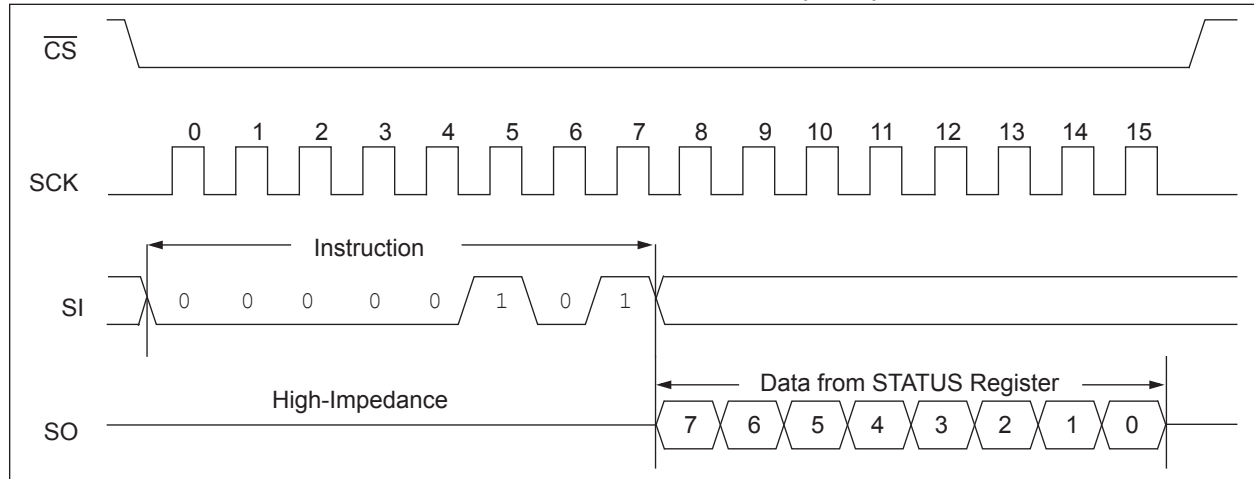 CS
0 1 2 3 4 5 6 7 8 9 10 11 12 13 14 15
SCK
Instruction
SI 0 0 0 0 0 1 0 1
Data from STATUS Register
High-Impedance
SO 7 6 5 4 3 2 1 0